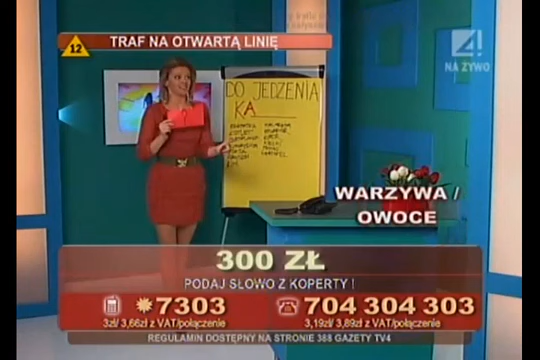 TRAF NA OTWARTĄ LINIĘ
12
4!
NA ŻYWO
DO JEDZENIA
KA
WARZYWA /
OWOCE
300 ZŁ
PODAJ SŁOWO Z KOPERTY !
7303
704 304 303
3zł/ 3,66zł z VAT/połączenie
3,19zł/ 3,89zł z VAT/połączenie
REGULAMIN DOSTĘPNY NA STRONIE 388 GAZETY TV4